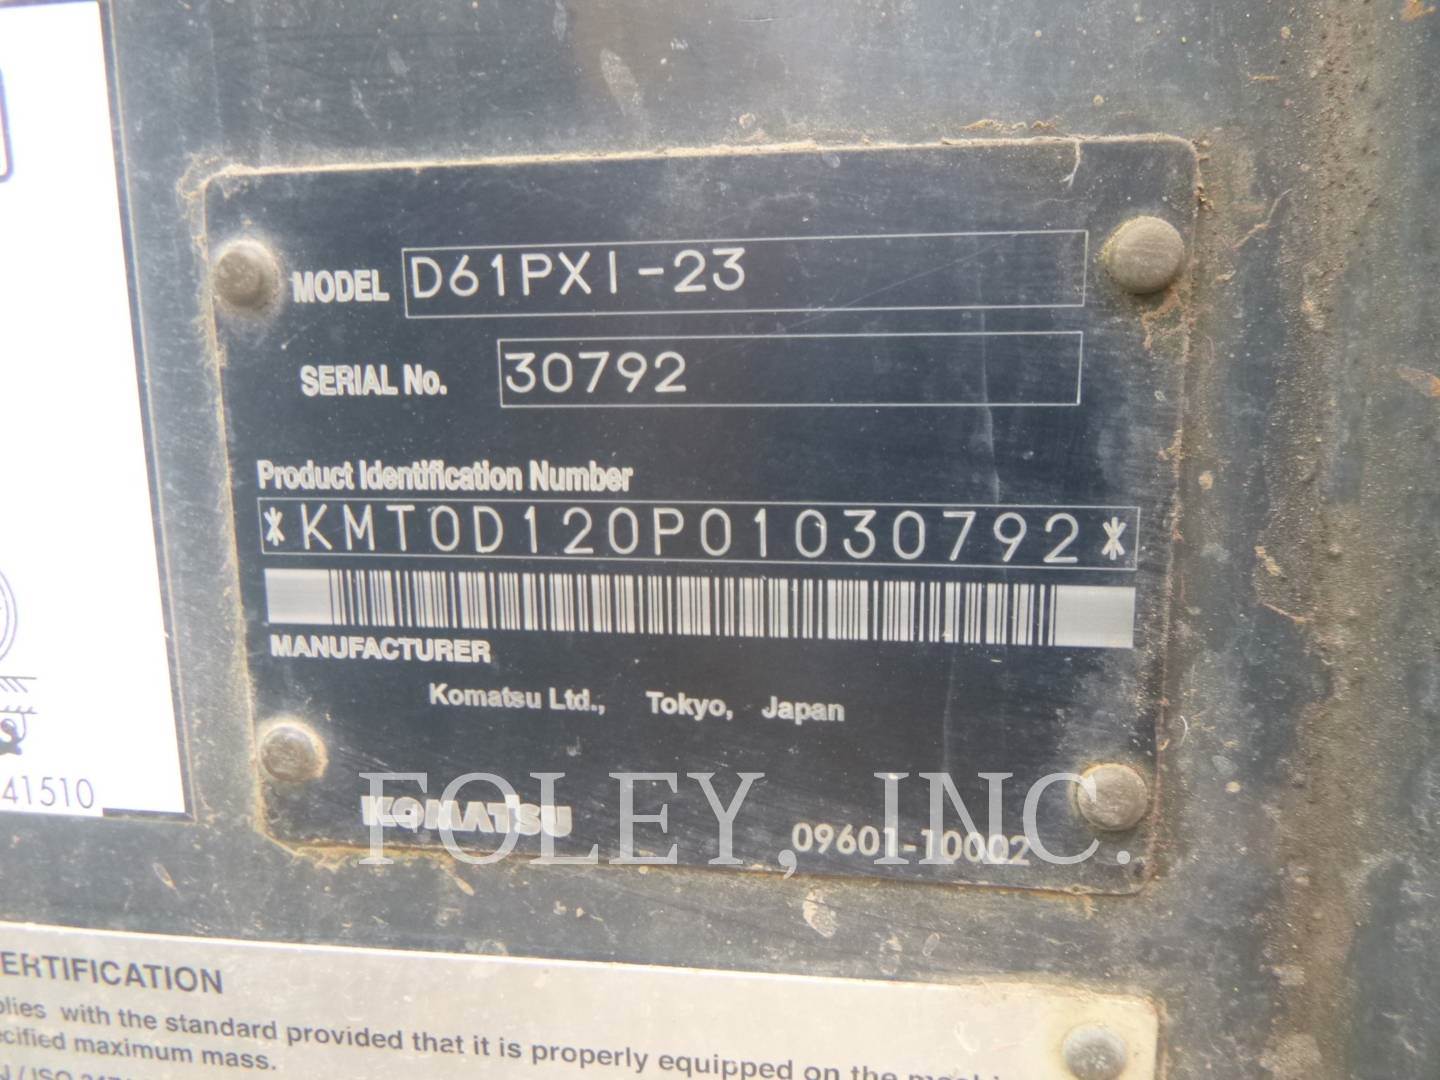 MODEL D61PXI-23
SERIAL No. 30792
Product Identification Number
*KMT0D120P01030792*
MANUFACTURER
Komatsu Ltd., Tokyo, Japan
KOMATSU 09601-10002
FOLEY, INC.
41510
ERTIFICATION
plies with the standard provided that it is properly equipped on the
ecified maximum mass.